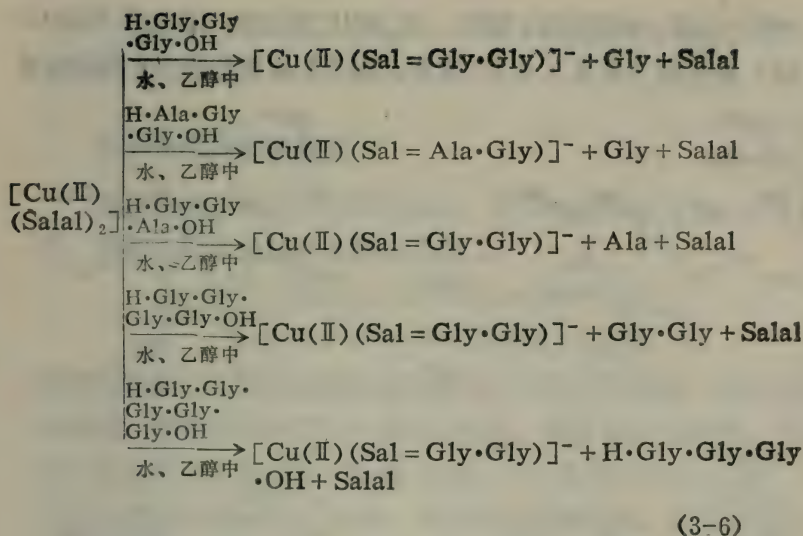 H·Gly·Gly
·Gly·OH
水、乙醇中
[Cu(Ⅱ)(Sal=Gly·Gly)]⁻+Gly+Salal
H·Ala·Gly
·Gly·OH
水、乙醇中
[Cu(Ⅱ)(Sal=Ala·Gly)]⁻+Gly+Salal
[Cu(Ⅱ)
(Salal)₂]
H·Gly·Gly
·Ala·OH
水、乙醇中
[Cu(Ⅱ)(Sal=Gly·Gly)]⁻+Ala+Salal
H·Gly·Gly·
Gly·Gly·OH
水、乙醇中
[Cu(Ⅱ)(Sal=Gly·Gly)]⁻+Gly·Gly+Salal
H·Gly·Gly·
Gly·Gly·
Gly·OH
水、乙醇中
[Cu(Ⅱ)(Sal=Gly·Gly)]⁻+H·Gly·Gly·Gly
·OH+Salal
(3-6)